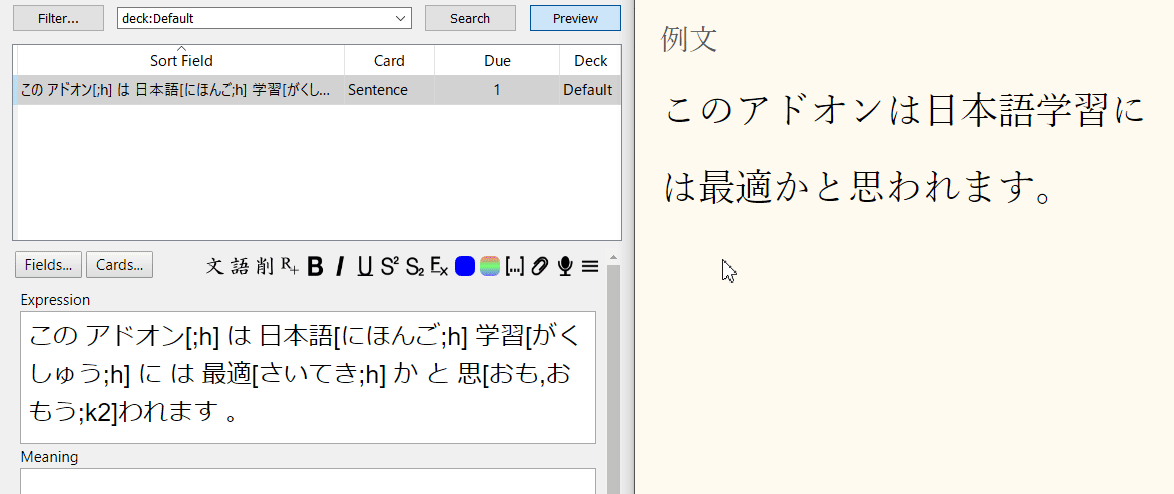 Filter...
deck:Default
Search
Preview
Sort Field
Card
Due
Deck
この アドオン[;h] は 日本語[にほんご;h] 学習[がくし...
Sentence
1
Default
Fields...
Cards...
文 語 削 R+ B I U S² S₂ Ex [...]
Expression
この アドオン[;h] は 日本語[にほんご;h] 学習[がく
しゅう;h] に は 最適[さいてき;h] か と 思[おも,お
もう;k2]われます 。
Meaning
例文
このアドオンは日本語学習に
は最適かと思われます。